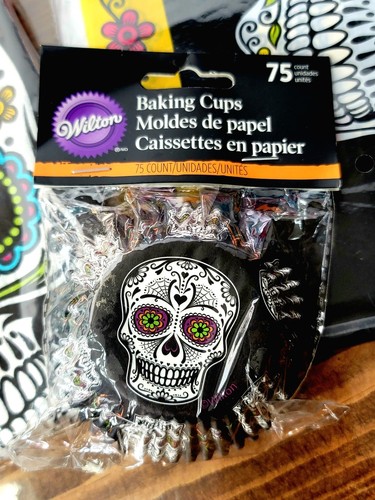 75 count
unidades
unités
Wilton
Baking Cups
Moldes de papel
Caissettes en papier
75 COUNT/UNIDADES/UNITÉS